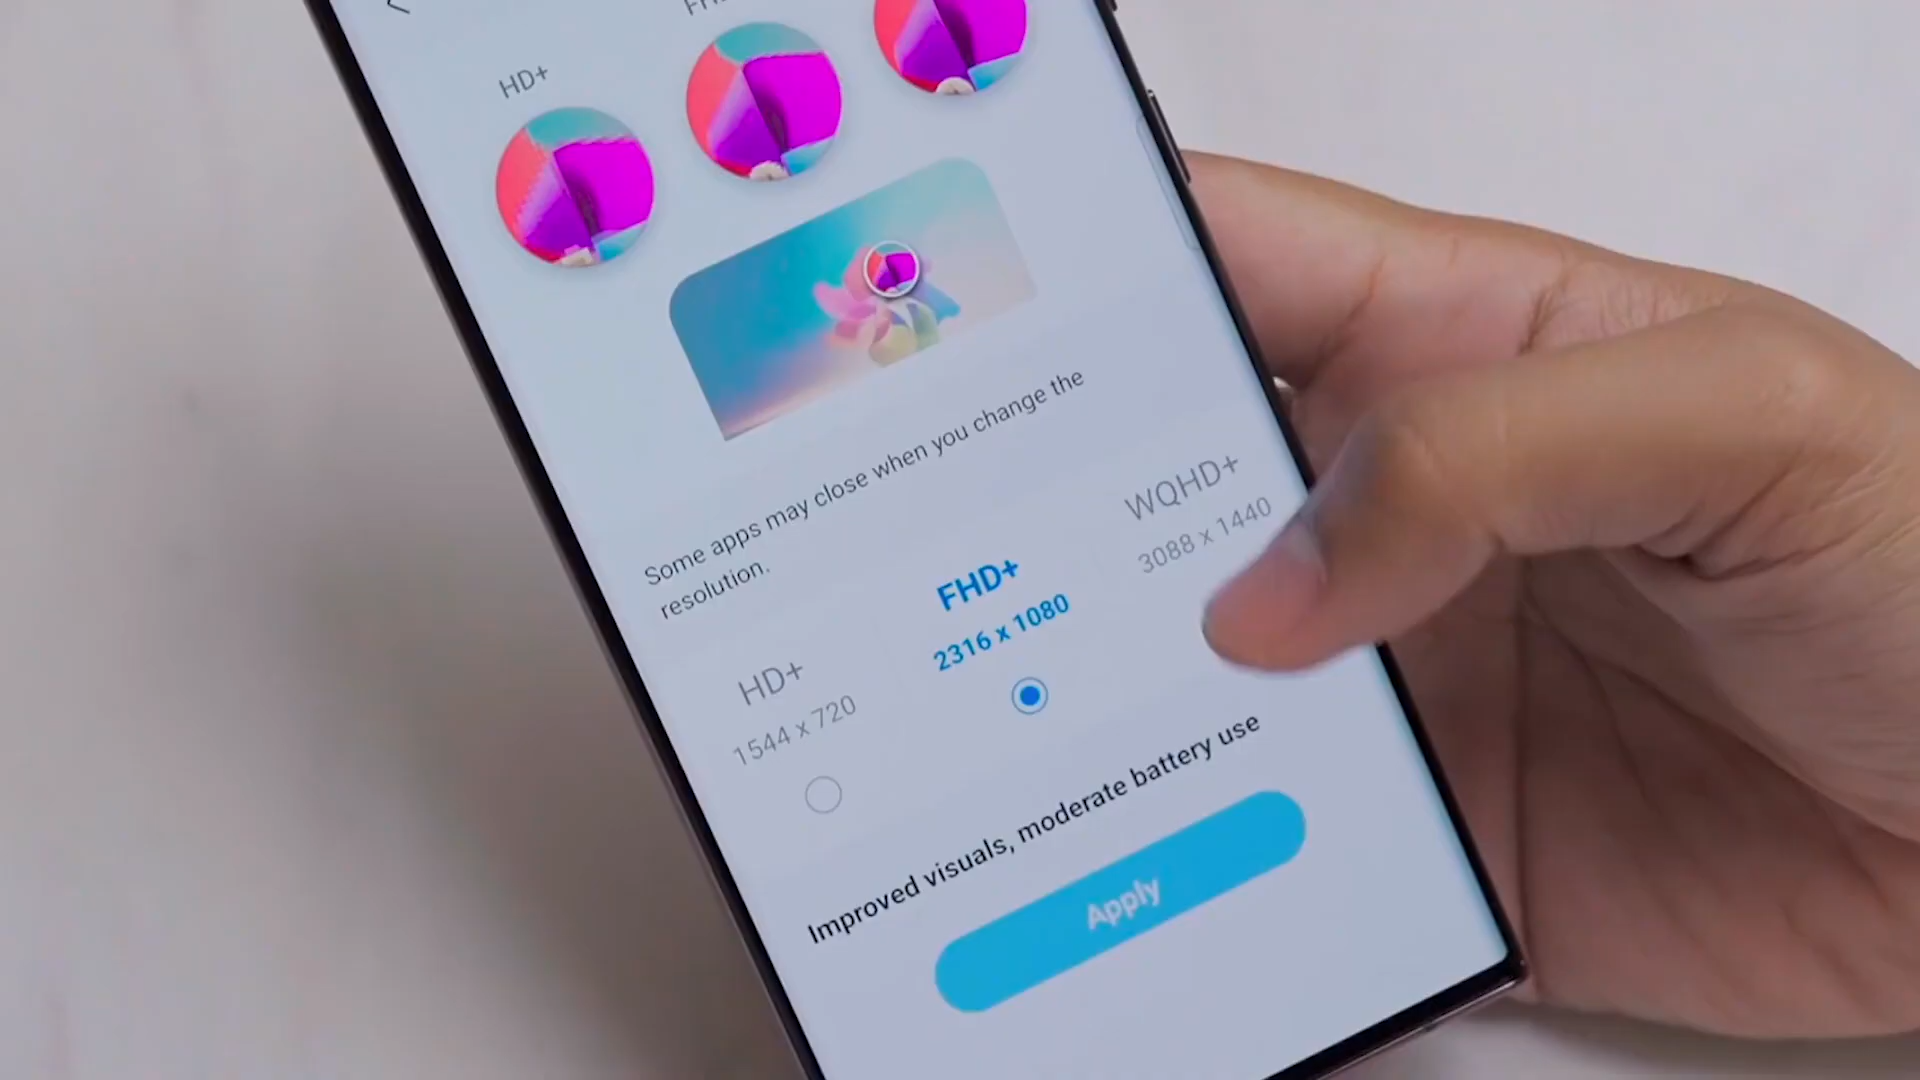 HD+
Some apps may close when you change the
resolution.
HD+
1544 x 720
FHD+
2316 x 1080
WQHD+
3088 x 1440
Improved visuals, moderate battery use
Apply